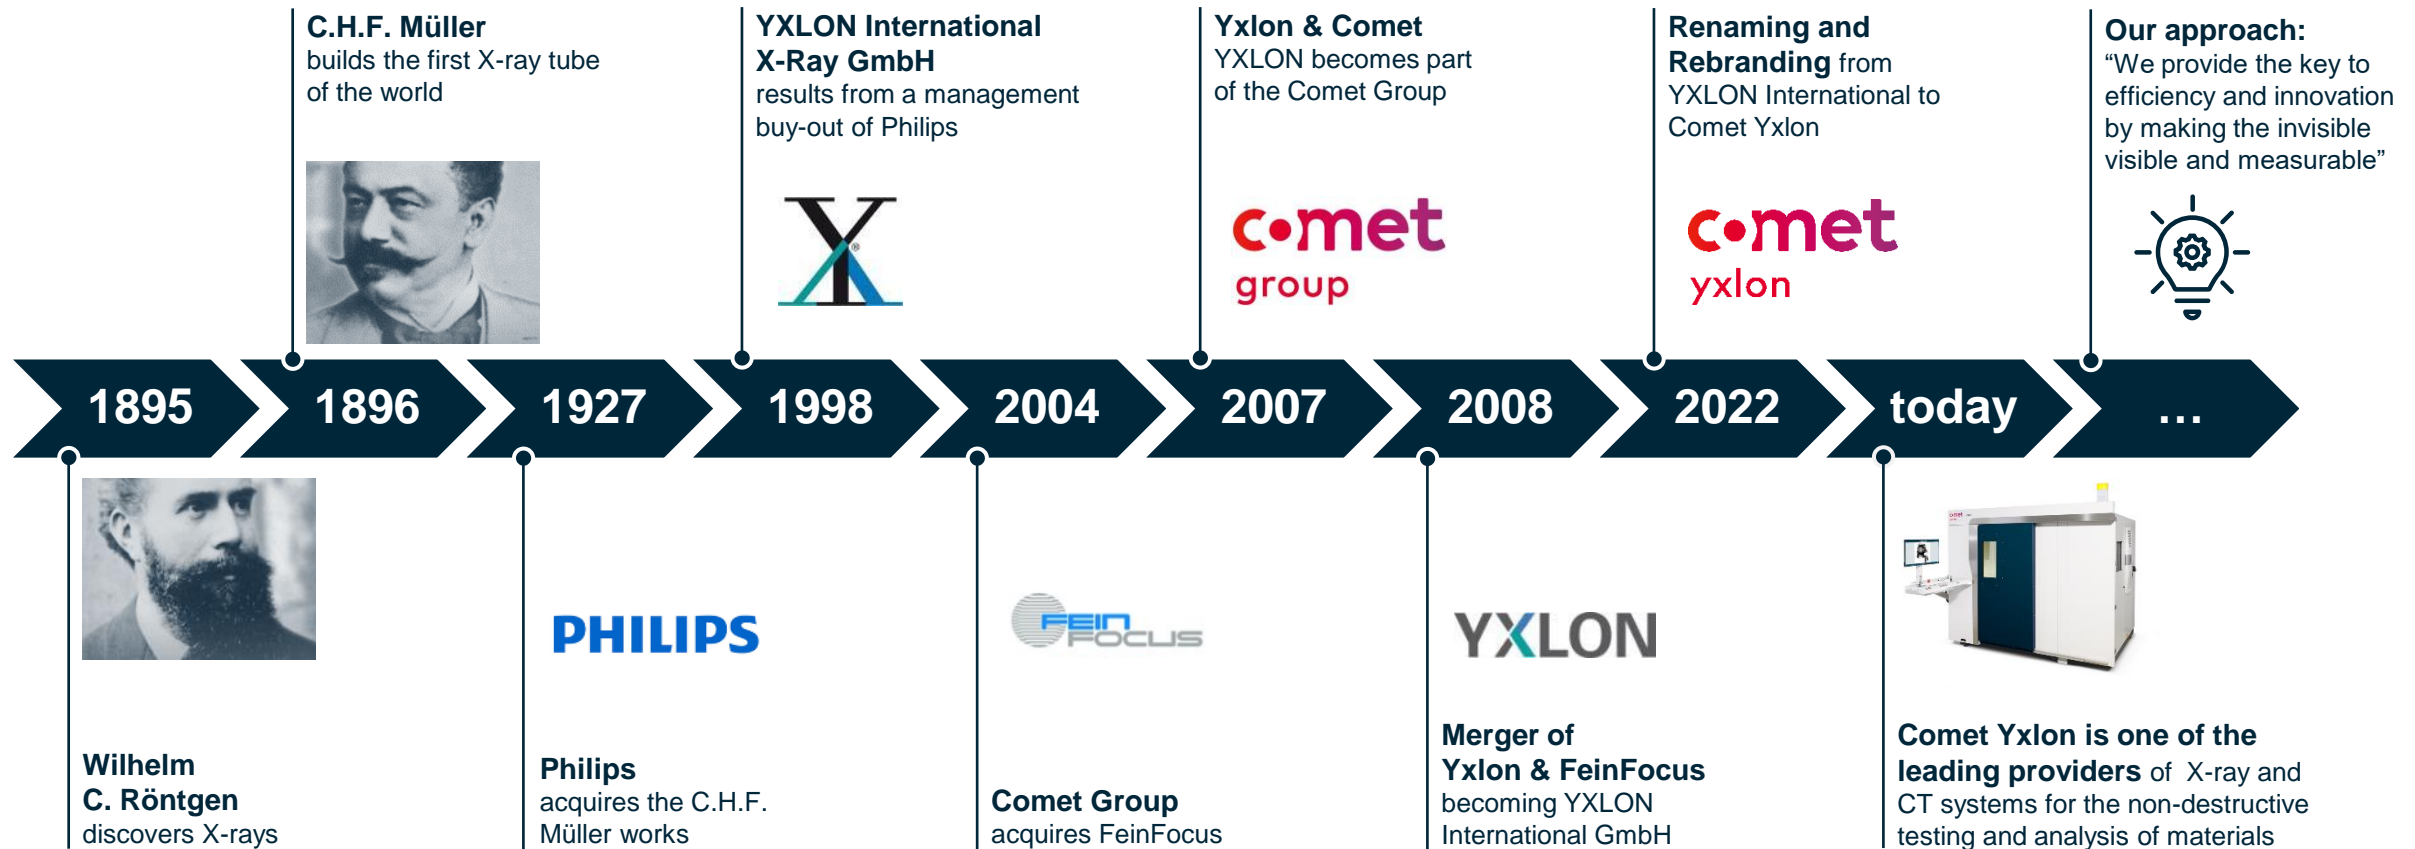 C.H.F. Müller
builds the first X-ray tube
of the world
YXLON International
X-Ray GmbH
results from a management
buy-out of Philips
Yxlon & Comet
YXLON becomes part
of the Comet Group
Renaming and
Rebranding from
YXLON International to
Comet Yxlon
Our approach:
“We provide the key to
efficiency and innovation
by making the invisible
visible and measurable”
comet
group
comet
yxlon
1895
1896
1927
1998
2004
2007
2008
2022
today
...
PHILIPS
FEIN
FOCUS
YXLON
Wilhelm
C. Röntgen
discovers X-rays
Philips
acquires the C.H.F.
Müller works
Comet Group
acquires FeinFocus
Merger of
Yxlon & FeinFocus
becoming YXLON
International GmbH
Comet Yxlon is one of the
leading providers of X-ray and
CT systems for the non-destructive
testing and analysis of materials